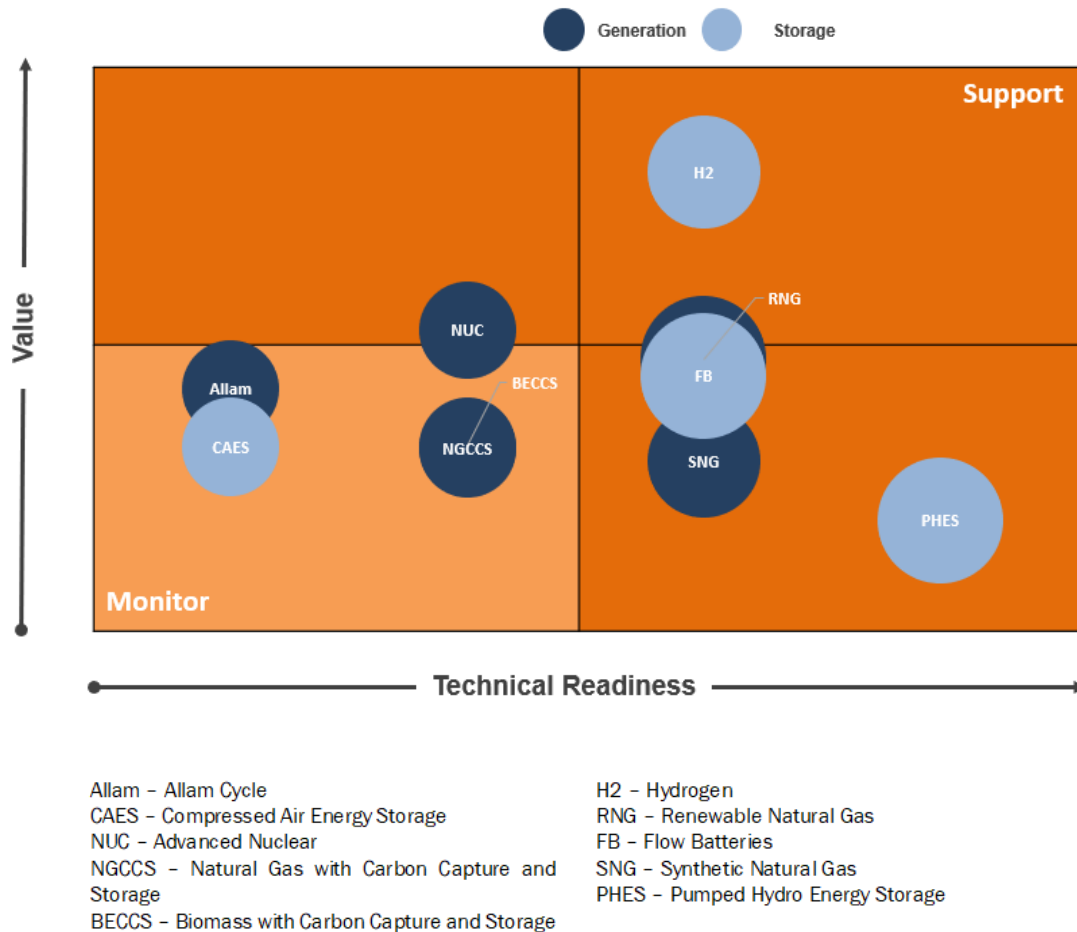 Generation
Storage
Support
H2
RNG
NUC
FB
Allam
BECCS
CAES
NGCCS
SNG
PHES
Monitor
Value
Technical Readiness
Allam – Allam Cycle
CAES – Compressed Air Energy Storage
NUC – Advanced Nuclear
NGCCS – Natural Gas with Carbon Capture and
Storage
BECCS – Biomass with Carbon Capture and Storage
H2 – Hydrogen
RNG – Renewable Natural Gas
FB – Flow Batteries
SNG – Synthetic Natural Gas
PHES – Pumped Hydro Energy Storage